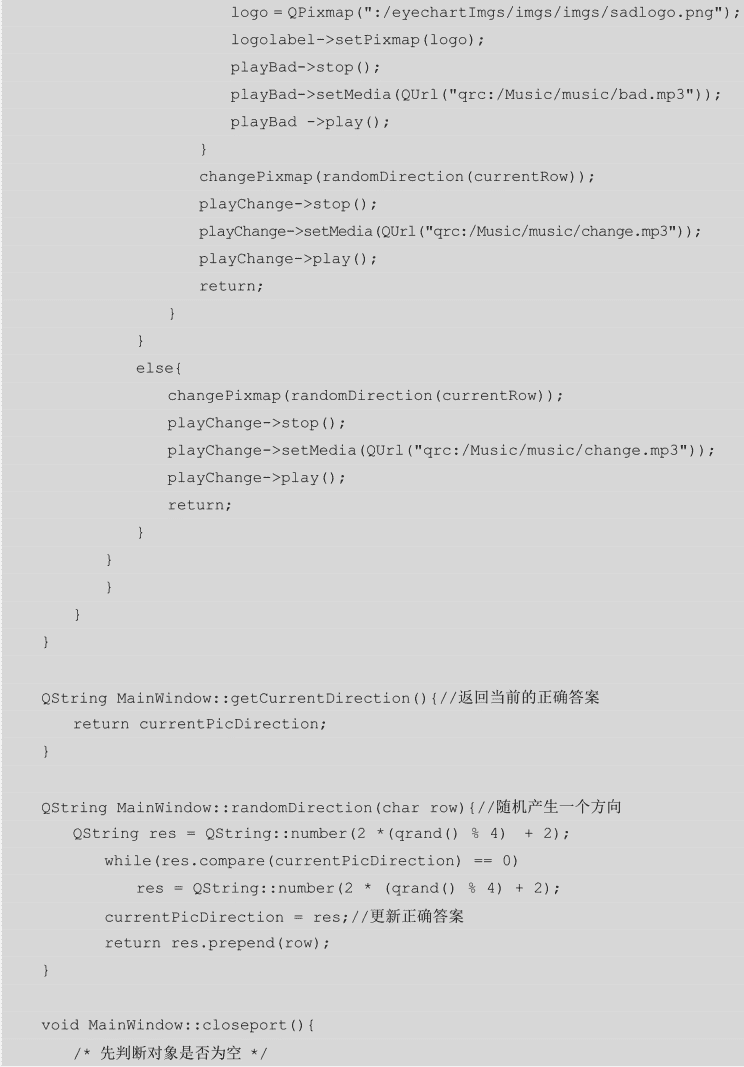 logo = QPixmap(":/eyechartImgs/imgs/imgs/sadlogo.png");
logolabel->setPixmap(logo);
playBad->stop();
playBad->setMedia(QUrl("qrc:/Music/music/bad.mp3"));
playBad ->play();
}
changePixmap(randomDirection(currentRow));
playChange->stop();
playChange->setMedia(QUrl("qrc:/Music/music/change.mp3"));
playChange->play();
return;
}
}
else{
changePixmap(randomDirection(currentRow));
playChange->stop();
playChange->setMedia(QUrl("qrc:/Music/music/change.mp3"));
playChange->play();
return;
}
}
}
}
}
QString MainWindow::getCurrentDirection(){//返回当前的正确答案
return currentPicDirection;
}
QString MainWindow::randomDirection(char row){//随机产生一个方向
QString res = QString::number(2 *(qrand() % 4)  + 2);
while(res.compare(currentPicDirection) == 0)
res = QString::number(2 * (qrand() % 4) + 2);
currentPicDirection = res;//更新正确答案
return res.prepend(row);
}
void MainWindow::closeport(){
/* 先判断对象是否为空 */